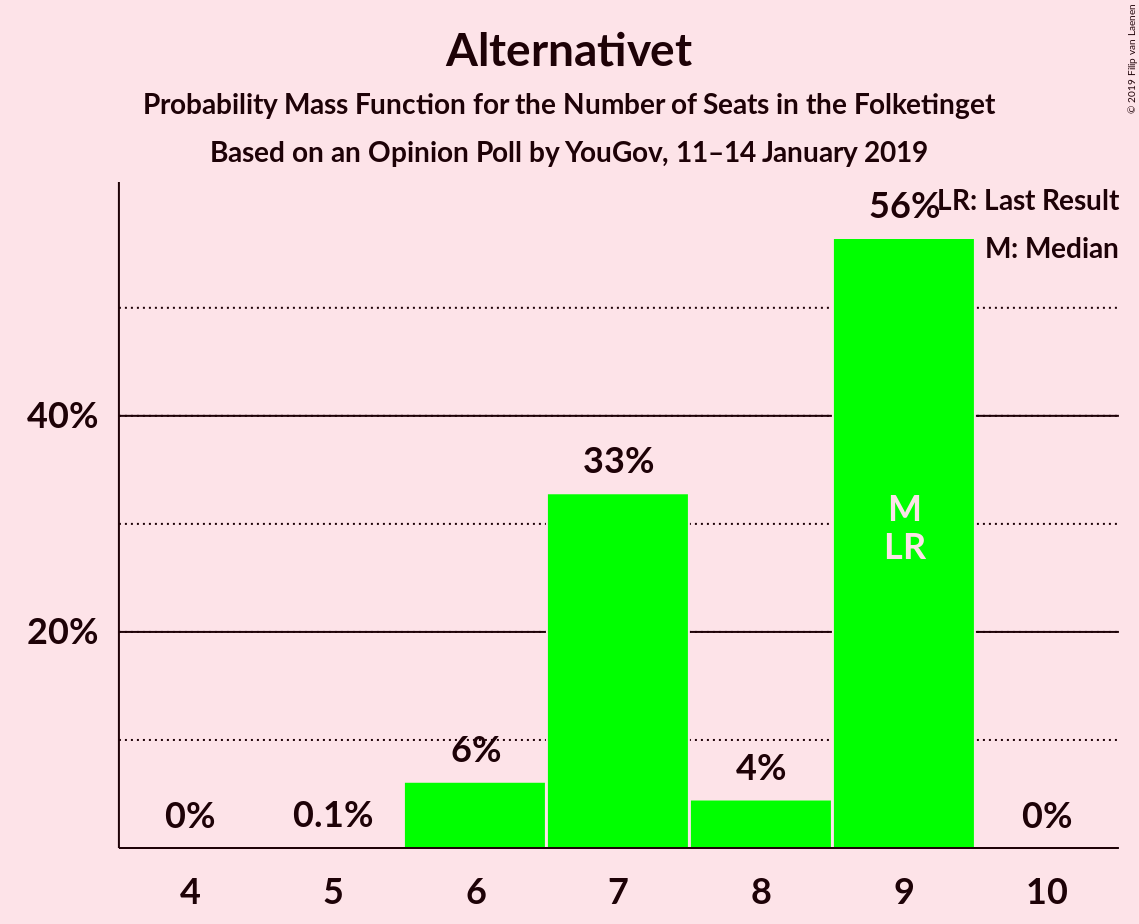 Alternativet
Probability Mass Function for the Number of Seats in the Folketinget
Based on an Opinion Poll by YouGov, 11–14 January 2019
© 2019 Filip van Laenen
LR: Last Result
M: Median
56%
40%
33%
M
LR
20%
6%
4%
0%
0.1%
0%
4 5 6 7 8 9 10